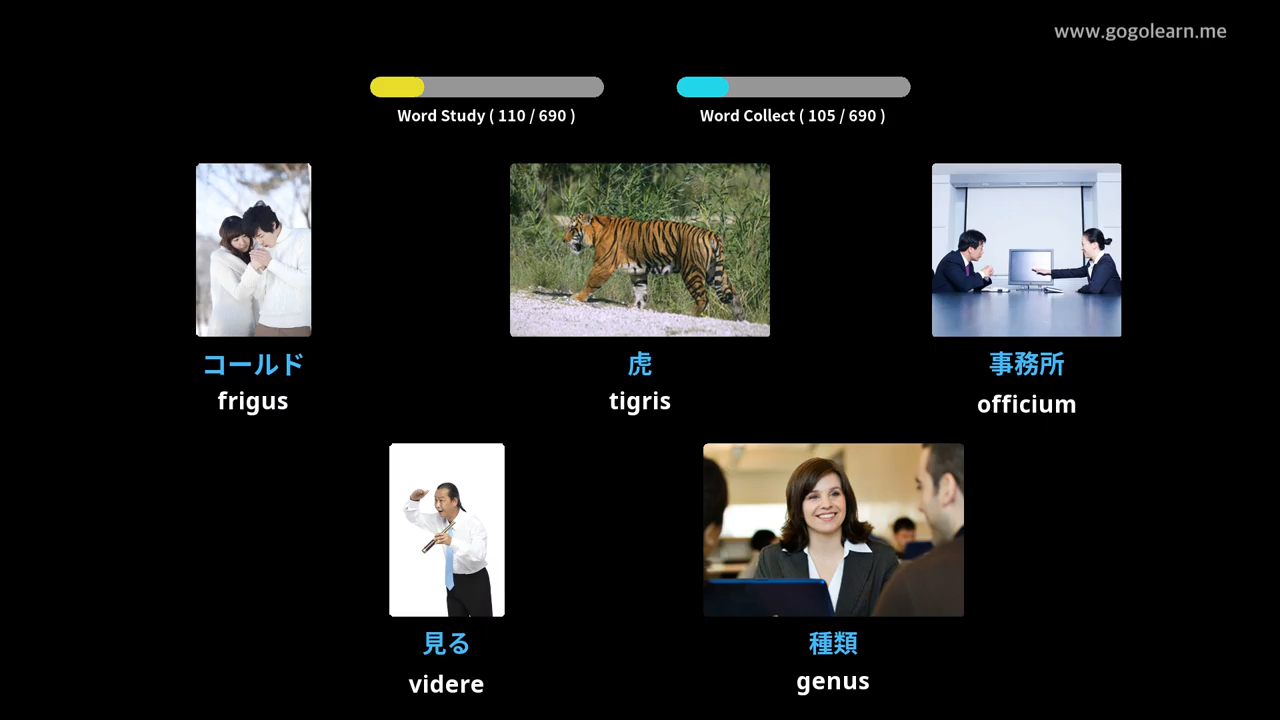 www.gogolearn.me
Word Study ( 110 / 690 )
Word Collect ( 105 / 690 )
コールド
frigus
虎
tigris
事務所
officium
見る
videre
種類
genus